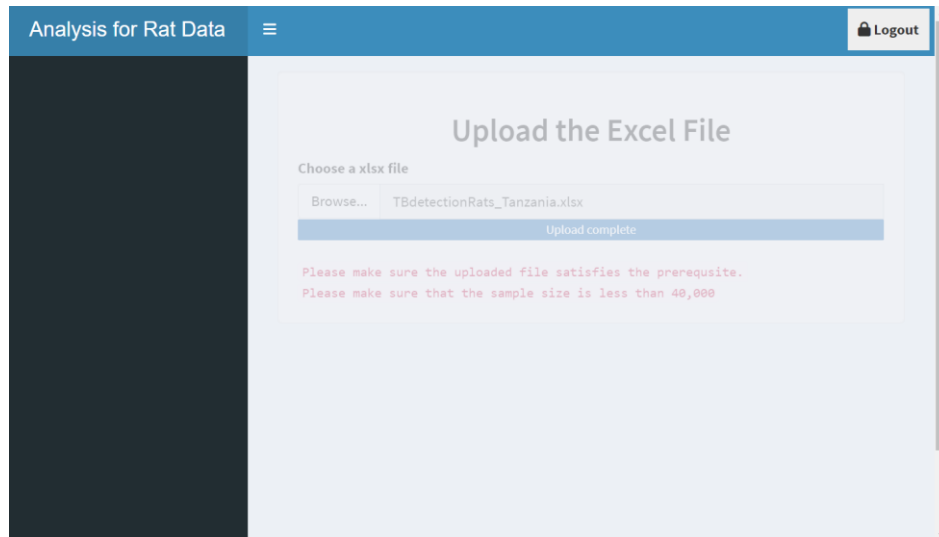 Analysis for Rat Data
Logout
Upload the Excel File
Choose a xlsx file
Browse... TBdetectionRats_Tanzania.xlsx
Upload complete
Please make sure the uploaded file satisfies the prerequsite.
Please make sure that the sample size is less than 40,000